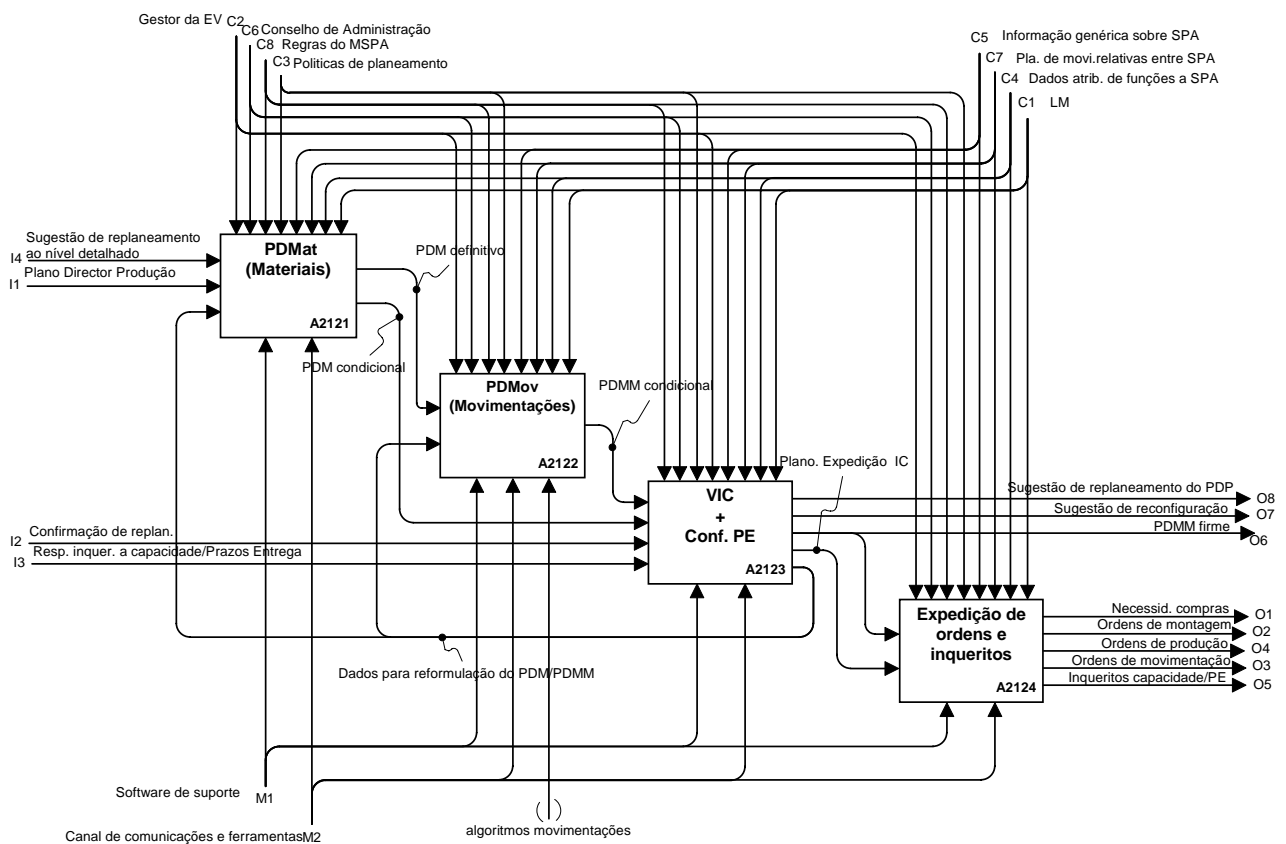 Gestor da EV C2
C6 Conselho de Administração
C8 Regras do MSPA
C3 Politicas de planeamento
C5 Informação genérica sobre SPA
C7 Pla. de movi.relativas entre SPA
C4 Dados atrib. de funções a SPA
C1 LM
Sugestão de replaneamento
ao nível detalhado
I4
Plano Director Produção
I1
PDMat
(Materiais)
A2121
PDM definitivo
PDM condicional
PDMov
(Movimentações)
A2122
PDMM condicional
Plano. Expedição IC
VIC
+
Conf. PE
A2123
Confirmação de replan.
I2
Resp. inquer. a capacidade/Prazos Entrega
I3
Sugestão de replaneamento do PDP
O8
Sugestão de reconfiguração
O7
PDMM firme
O6
Expedição de
ordens e
inqueritos
A2124
Necessid. compras
O1
Ordens de montagem
O2
Ordens de produção
O4
Ordens de movimentação
O3
Inqueritos capacidade/PE
O5
Dados para reformulação do PDM/PDMM
Software de suporte M1
Canal de comunicações e ferramentas M2
( )
algoritmos movimentações